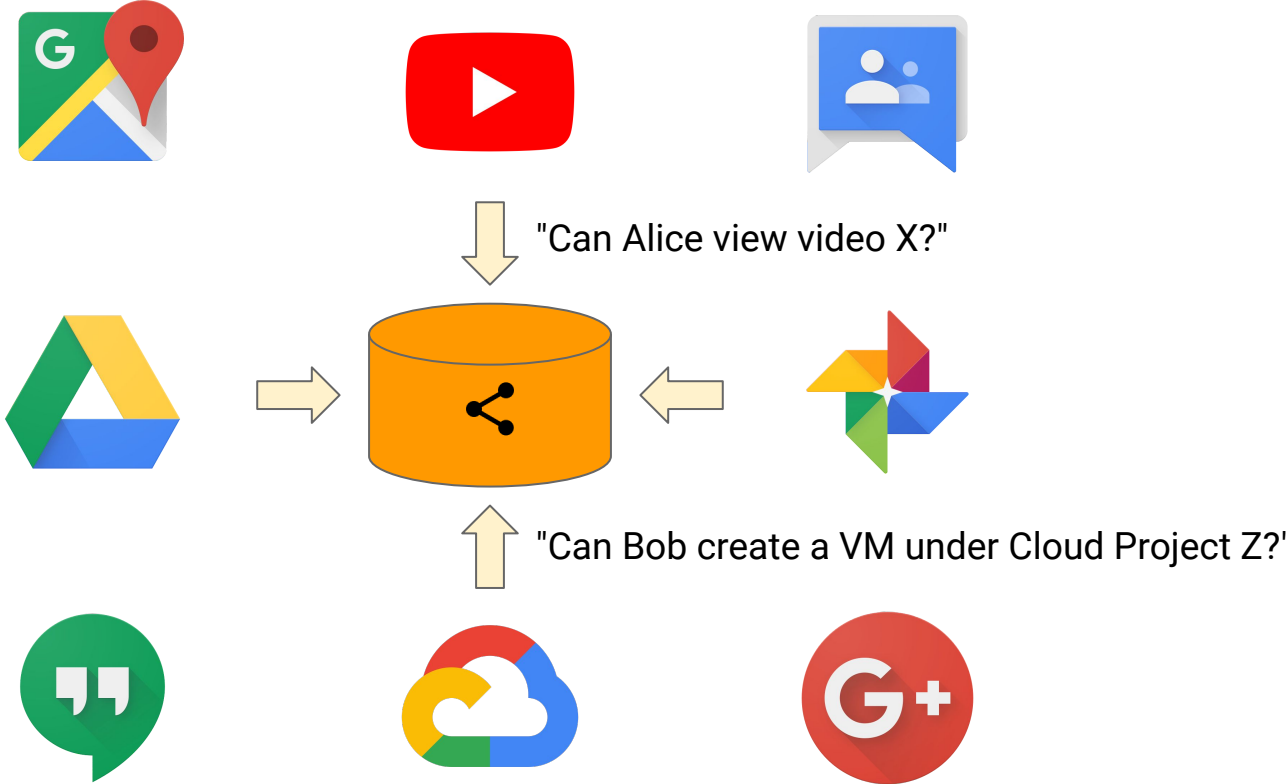 G
"Can Alice view video X?"
"Can Bob create a VM under Cloud Project Z?"
G+